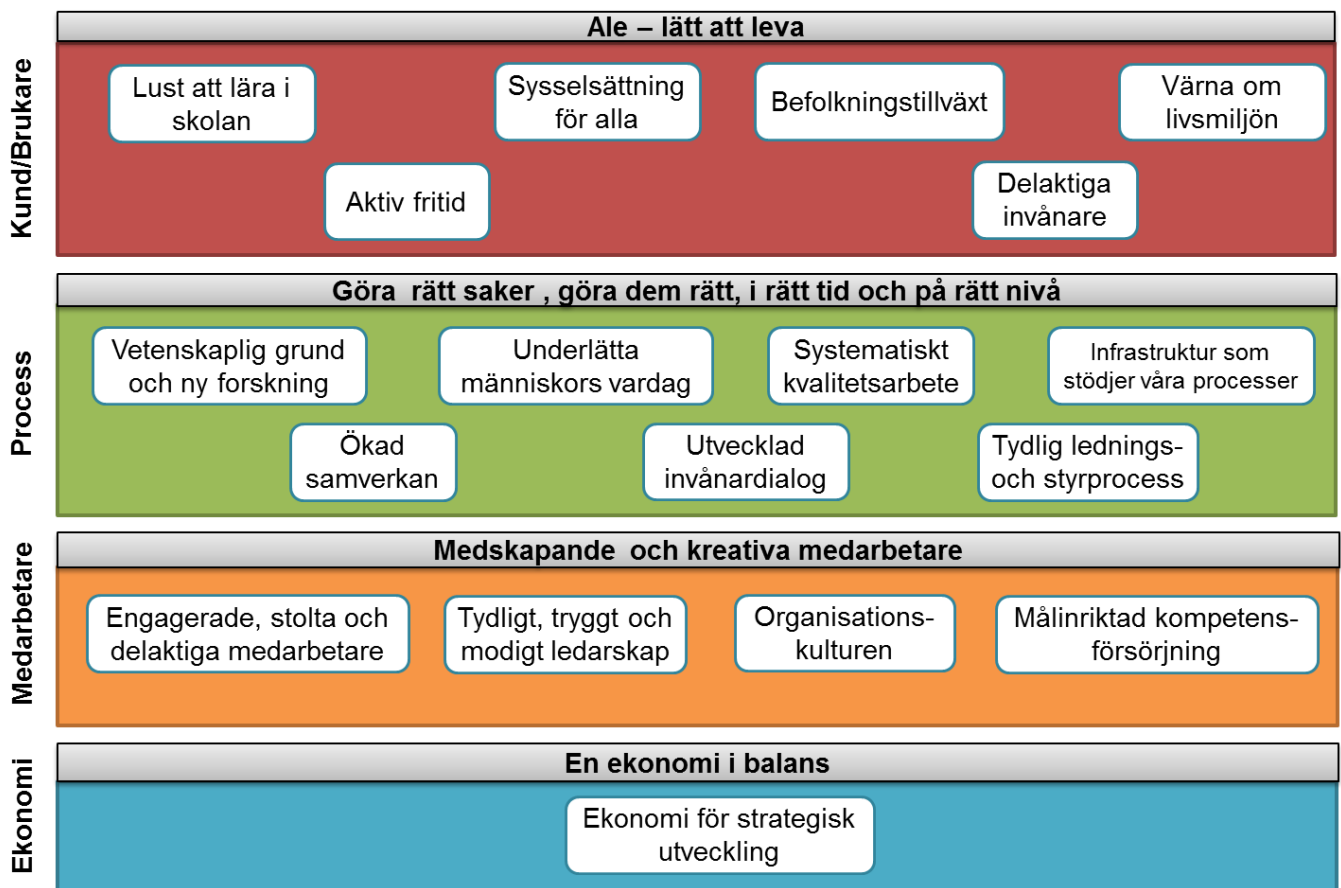 Kund/Brukare
Ale – lätt att leva
Lust att lära i
skolan
Sysselsättning
för alla
Befolkningstillväxt
Värna om
livsmiljön
Aktiv fritid
Delaktiga
invånare
Process
Göra rätt saker , göra dem rätt, i rätt tid och på rätt nivå
Vetenskaplig grund
och ny forskning
Underlätta
människors vardag
Systematiskt
kvalitetsarbete
Infrastruktur som
stödjer våra processer
Ökad
samverkan
Utvecklad
invånardialog
Tydlig lednings-
och styrprocess
Medarbetare
Medskapande och kreativa medarbetare
Engagerade, stolta och
delaktiga medarbetare
Tydligt, tryggt och
modigt ledarskap
Organisations-
kulturen
Målinriktad kompetens-
försörjning
Ekonomi
En ekonomi i balans
Ekonomi för strategisk
utveckling